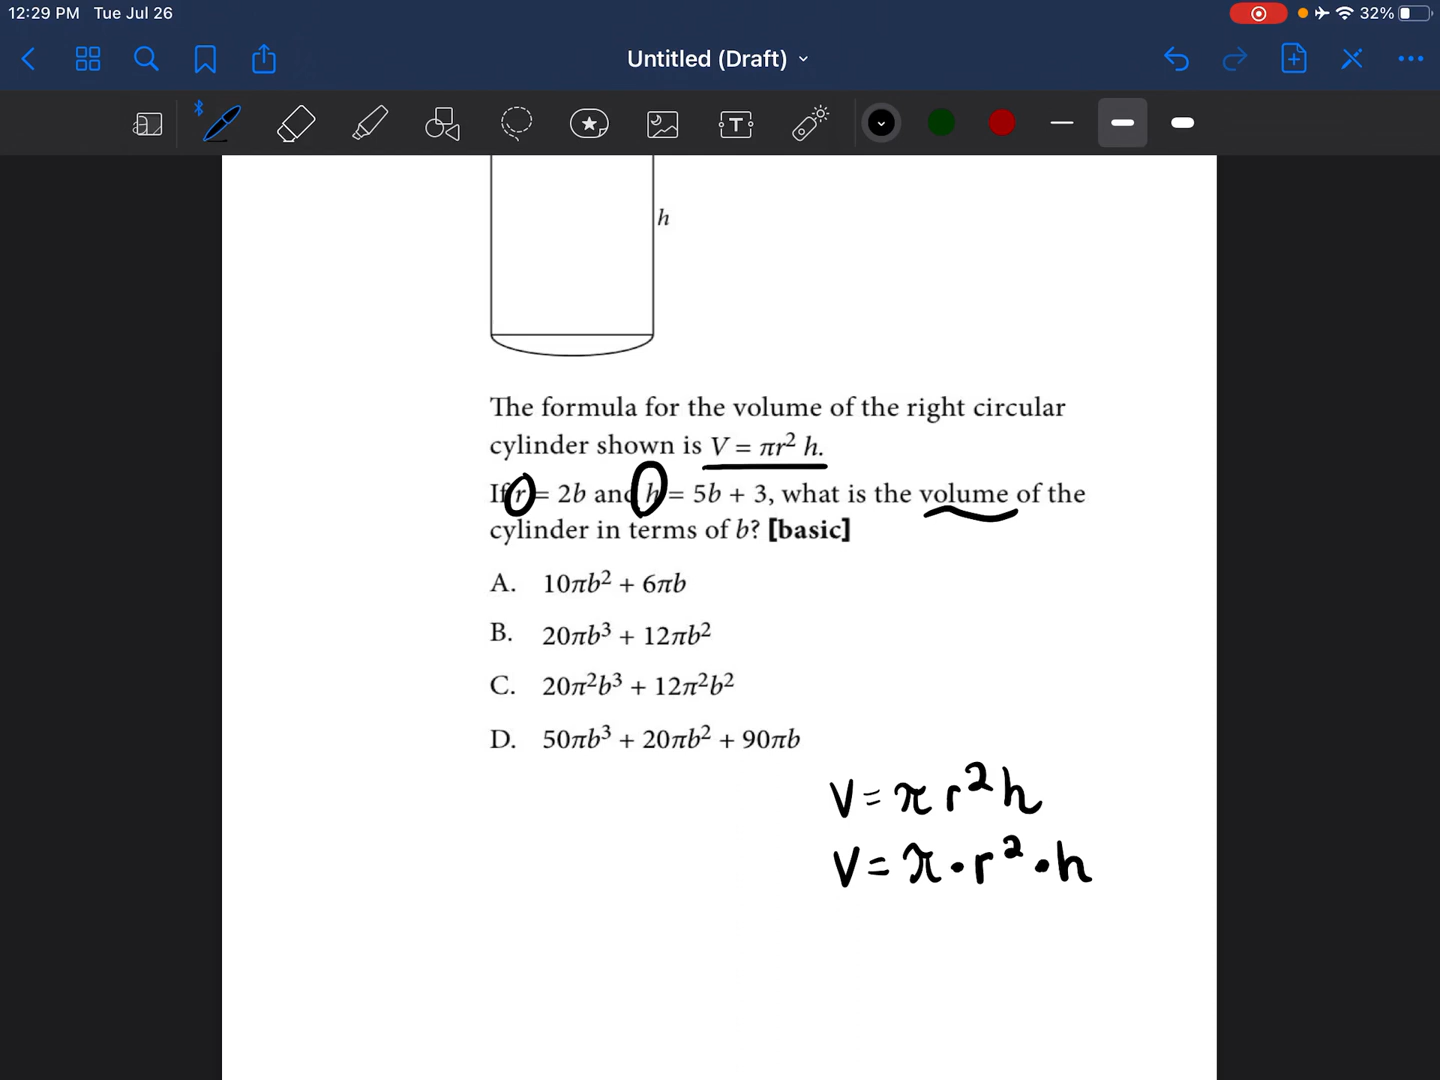 12:29 PM Tue Jul 26
32%
Untitled (Draft)
T
h
The formula for the volume of the right circular
cylinder shown is V = πr² h.
If r = 2b and h = 5b + 3, what is the volume of the
cylinder in terms of b? [basic]
A. 10πb² + 6πb
B. 20πb³ + 12πb²
C. 20π²b³ + 12π²b²
D. 50πb³ + 20πb² + 90πb
V = π r² h
V = π • r² • h